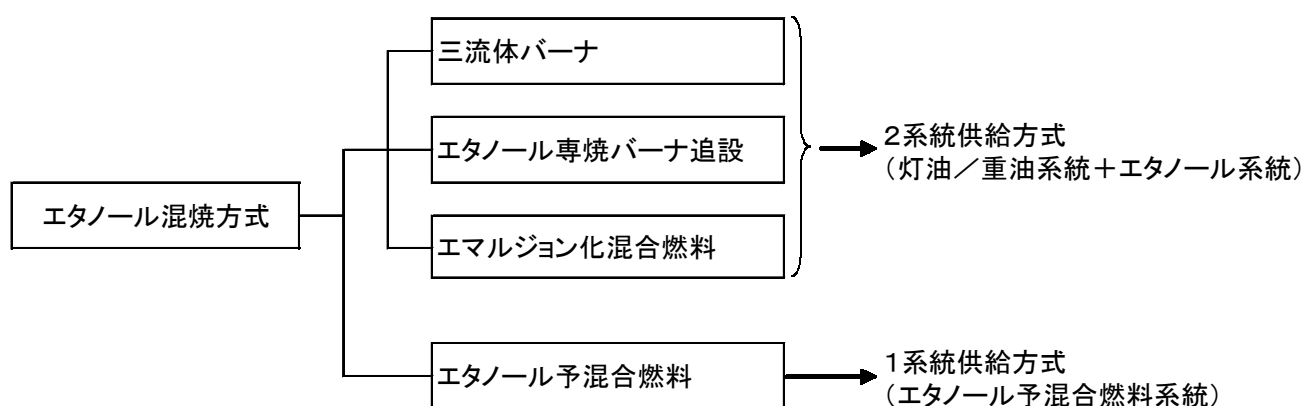 三流体バーナ
エタノール専焼バーナ追設
２系統供給方式
（灯油／重油系統＋エタノール系統）
エタノール混焼方式
エマルジョン化混合燃料
エタノール予混合燃料
１系統供給方式
（エタノール予混合燃料系統）